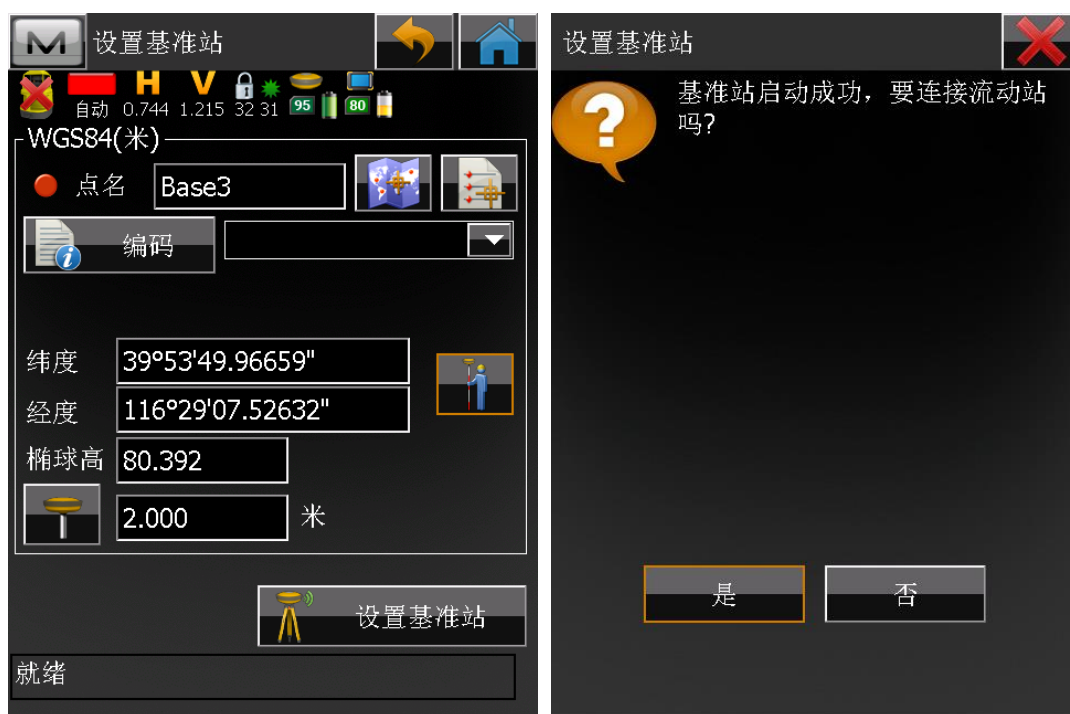 设置基准站
H V
自动 0.744 1.215 32 31 95 80
WGS84(米)
点名 Base3
编码
纬度 39°53'49.96659"
经度 116°29'07.52632"
椭球高 80.392
2.000 米
设置基准站
就绪
设置基准站
基准站启动成功，要连接流动站
吗?
是 否